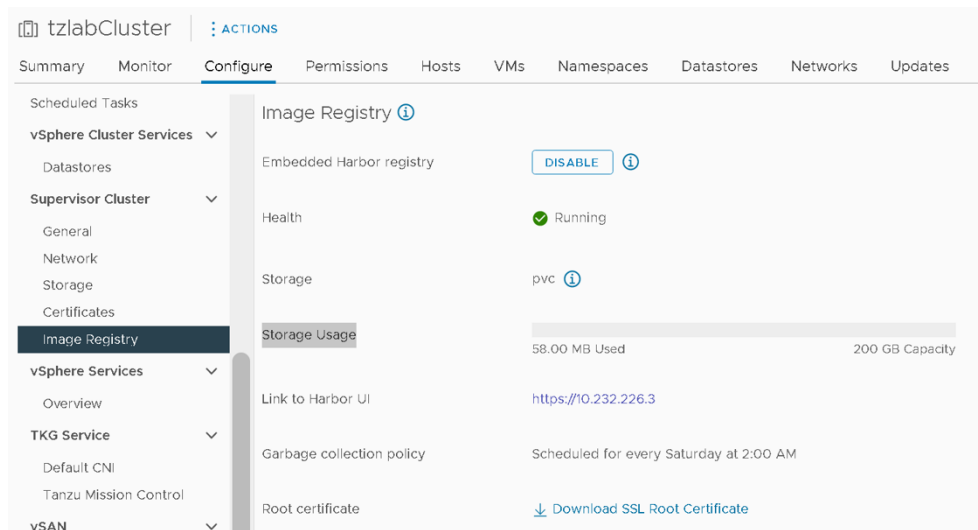 tzlabCluster
ACTIONS
Summary Monitor Configure Permissions Hosts VMs Namespaces Datastores Networks Updates
Scheduled Tasks
vSphere Cluster Services
Datastores
Supervisor Cluster
General
Network
Storage
Certificates
Image Registry
vSphere Services
Overview
TKG Service
Default CNI
Tanzu Mission Control
vSAN
Image Registry
Embedded Harbor registry DISABLE
Health Running
Storage pvc
Storage Usage
58.00 MB Used 200 GB Capacity
Link to Harbor UI https://10.232.226.3
Garbage collection policy Scheduled for every Saturday at 2:00 AM
Root certificate Download SSL Root Certificate